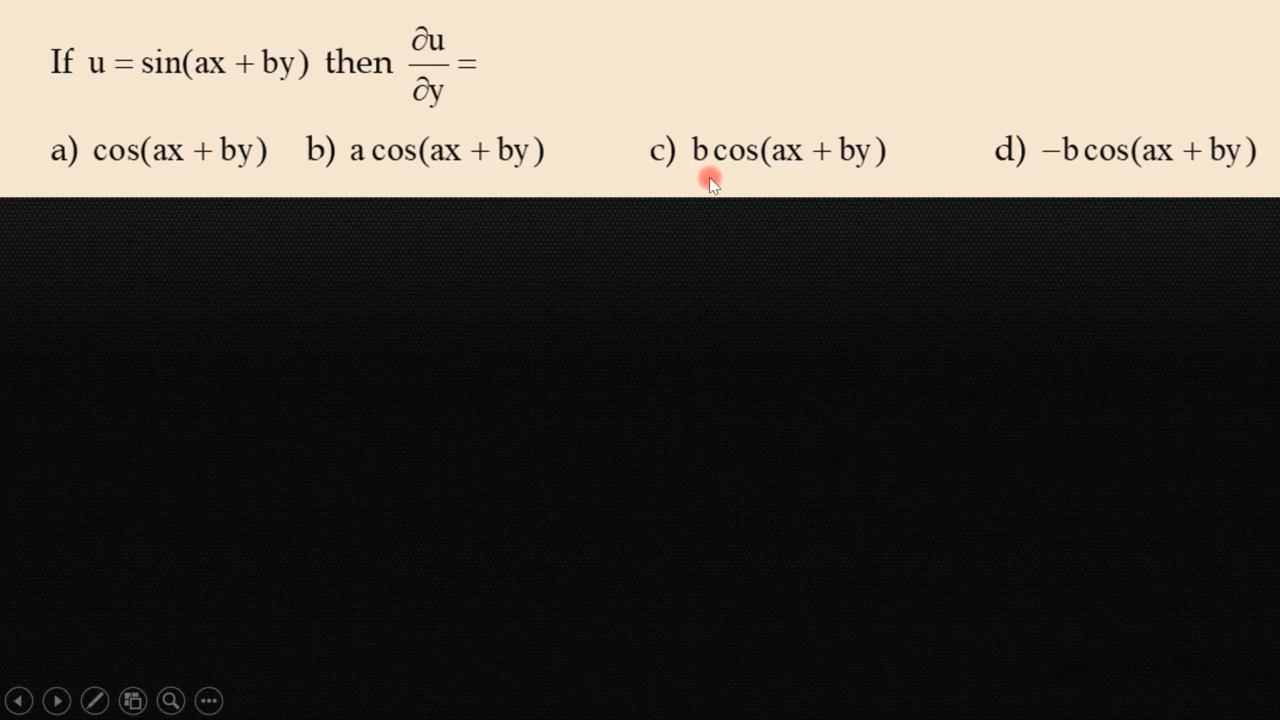 If u = sin(ax + by) then ∂u/∂y =
a) cos(ax + by) b) a cos(ax + by) c) b cos(ax + by) d) −b cos(ax + by)